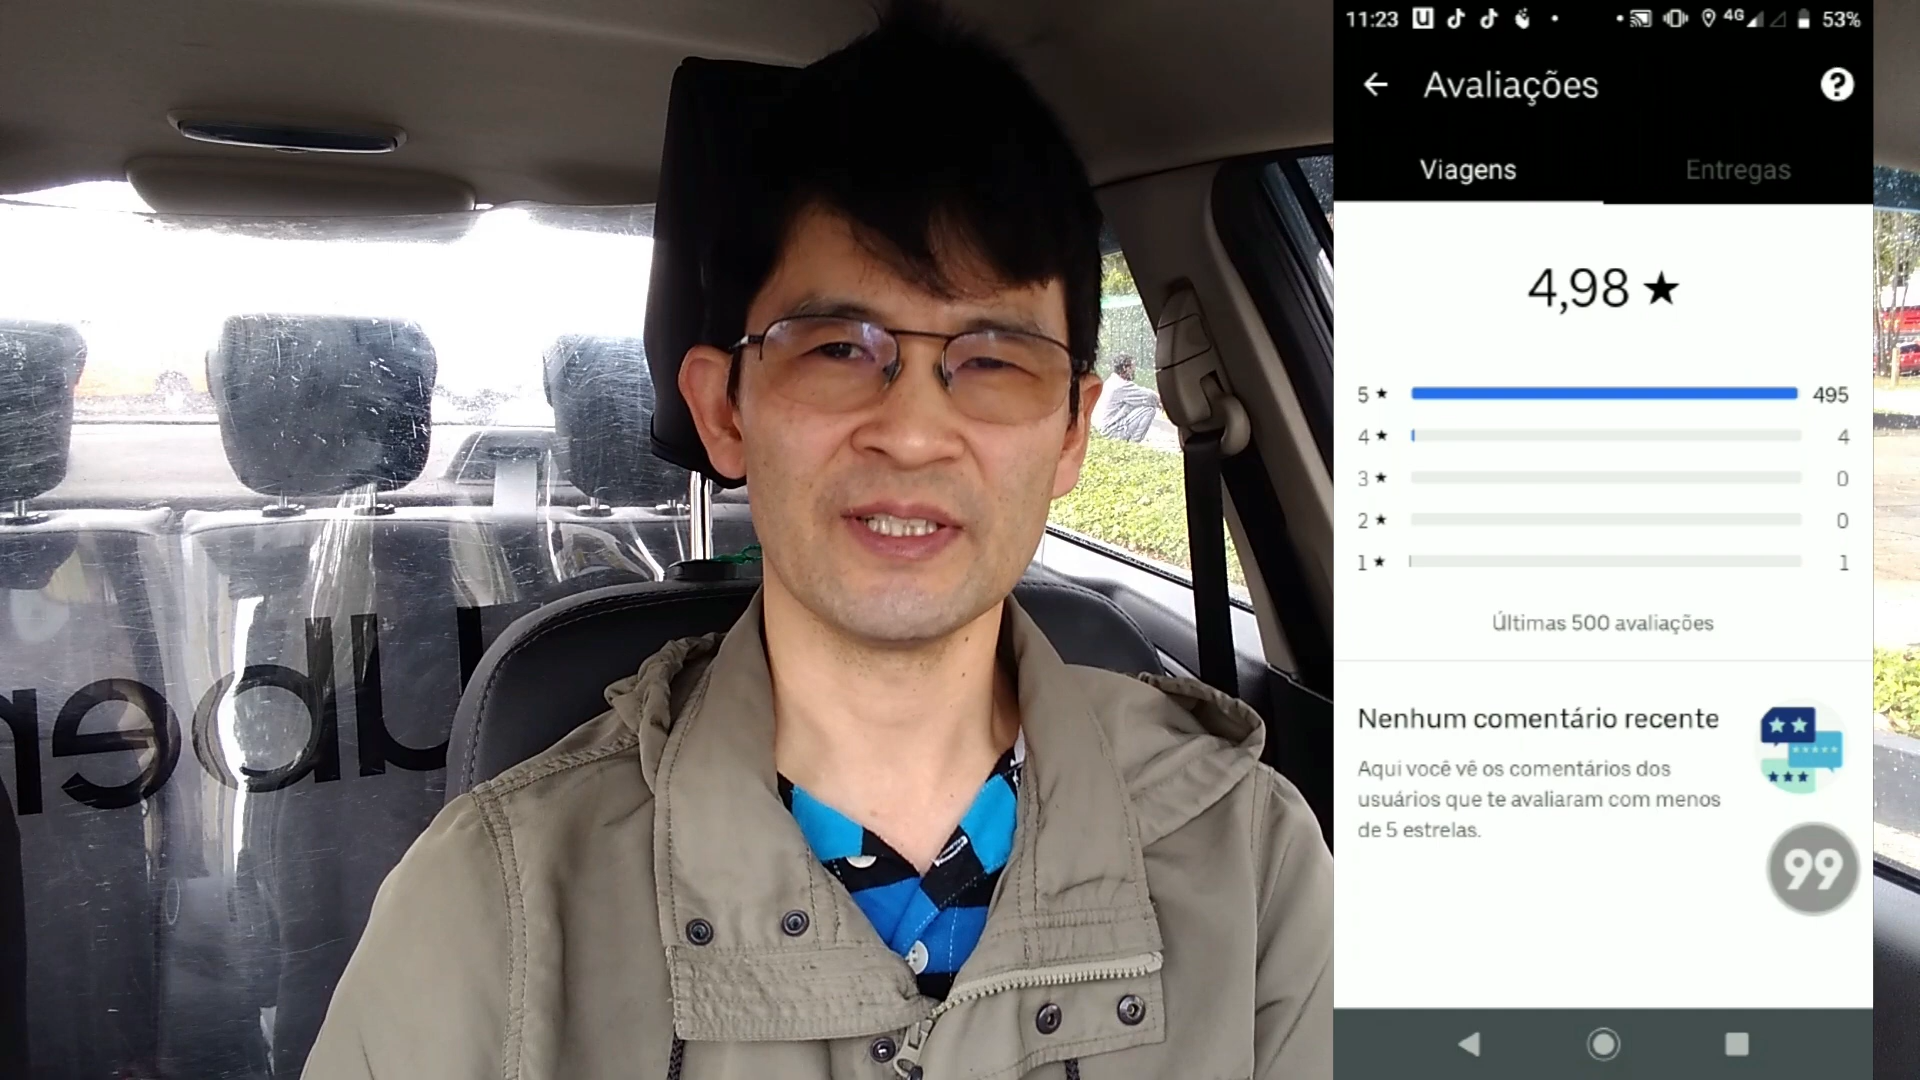 Uber
11:23 4G 53%
Avaliações ?
Viagens Entregas
4,98 ★
5 ★ 495
4 ★ 4
3 ★ 0
2 ★ 0
1 ★ 1
Últimas 500 avaliações
Nenhum comentário recente
Aqui você vê os comentários dos
usuários que te avaliaram com menos
de 5 estrelas.
99